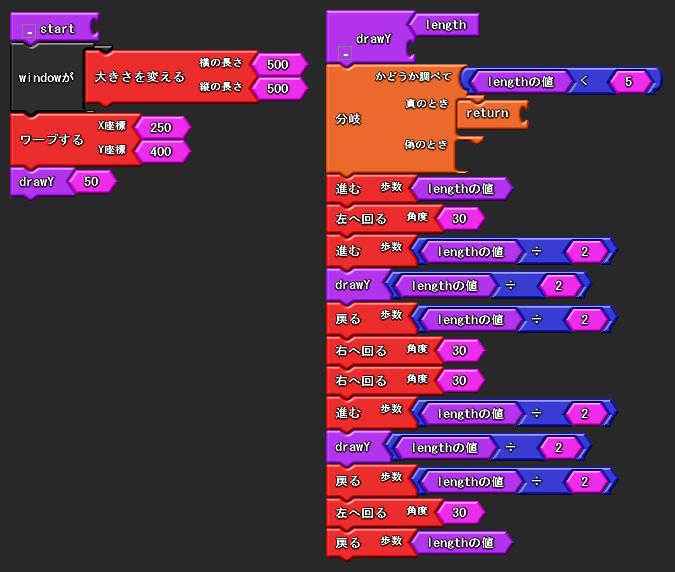 start
windowが 大きさを変える 横の長さ 500
縦の長さ 500
ワープする X座標 250
Y座標 400
drawY 50
drawY length
分岐 かどうか調べて lengthの値 < 5
真のとき return
偽のとき
進む 歩数 lengthの値
左へ回る 角度 30
進む 歩数 lengthの値 ÷ 2
drawY lengthの値 ÷ 2
戻る 歩数 lengthの値 ÷ 2
右へ回る 角度 30
右へ回る 角度 30
進む 歩数 lengthの値 ÷ 2
drawY lengthの値 ÷ 2
戻る 歩数 lengthの値 ÷ 2
左へ回る 角度 30
戻る 歩数 lengthの値